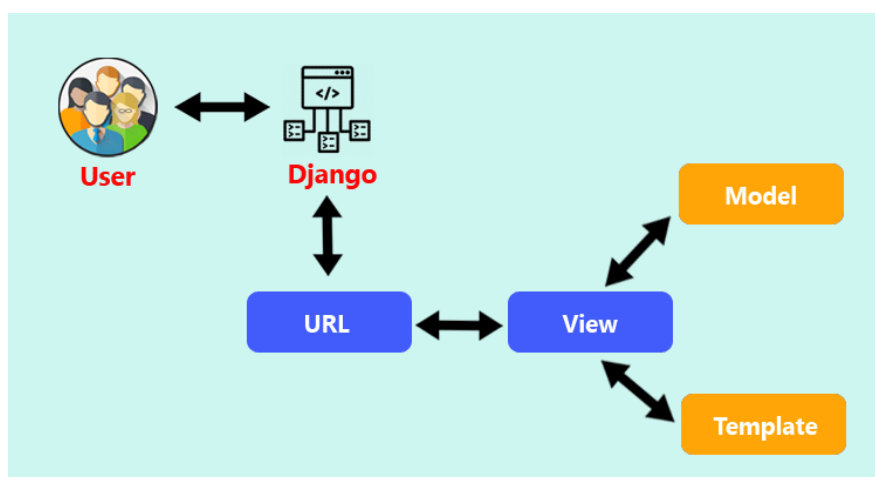 </>
User
Django
Model
URL
View
Template